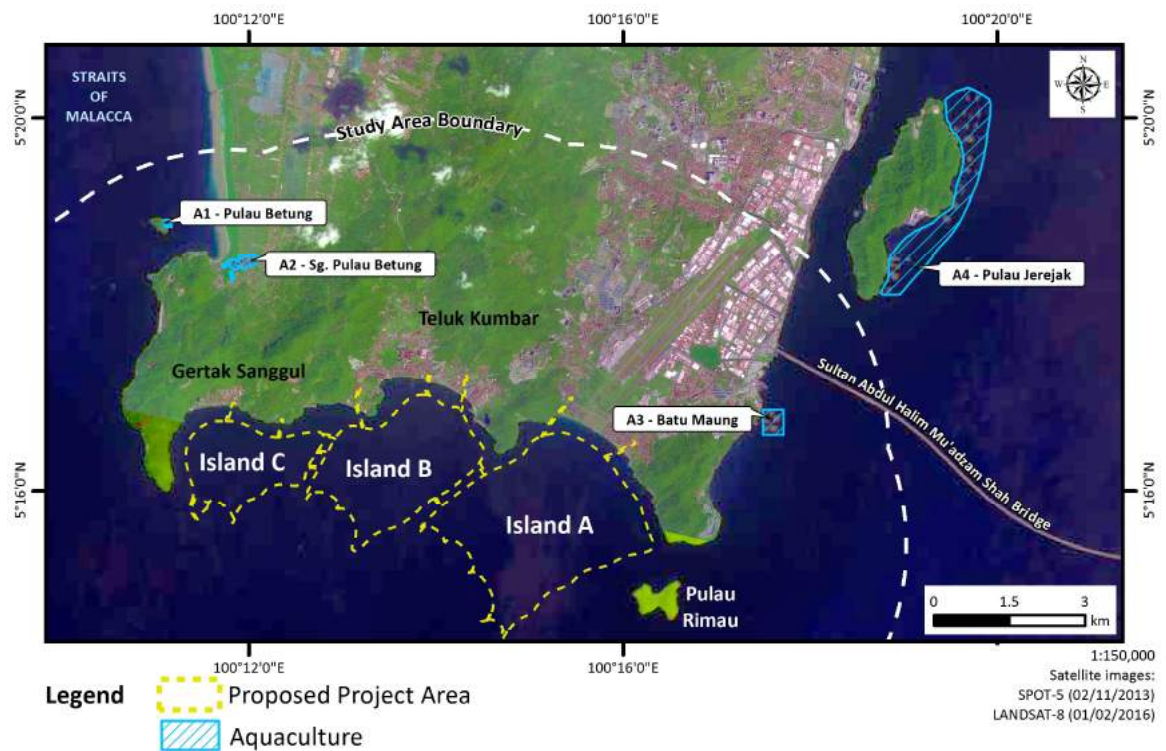 100°12'0"E
100°16'0"E
100°20'0"E
STRAITS
OF
MALACCA
N
W E
S
5°20'0"N
5°20'0"N
Study Area Boundary
A1 - Pulau Betung
A2 - Sg. Pulau Betung
A4 - Pulau Jerejak
Teluk Kumbar
Gertak Sanggul
Sultan Abdul Halim Mu'adzam Shah Bridge
A3 - Batu Maung
Island C
Island B
Island A
5°16'0"N
5°16'0"N
Pulau
Rimau
0 1.5 3
km
100°12'0"E
100°16'0"E
1:150,000
Satellite images:
SPOT-5 (02/11/2013)
LANDSAT-8 (01/02/2016)
Legend
Proposed Project Area
Aquaculture